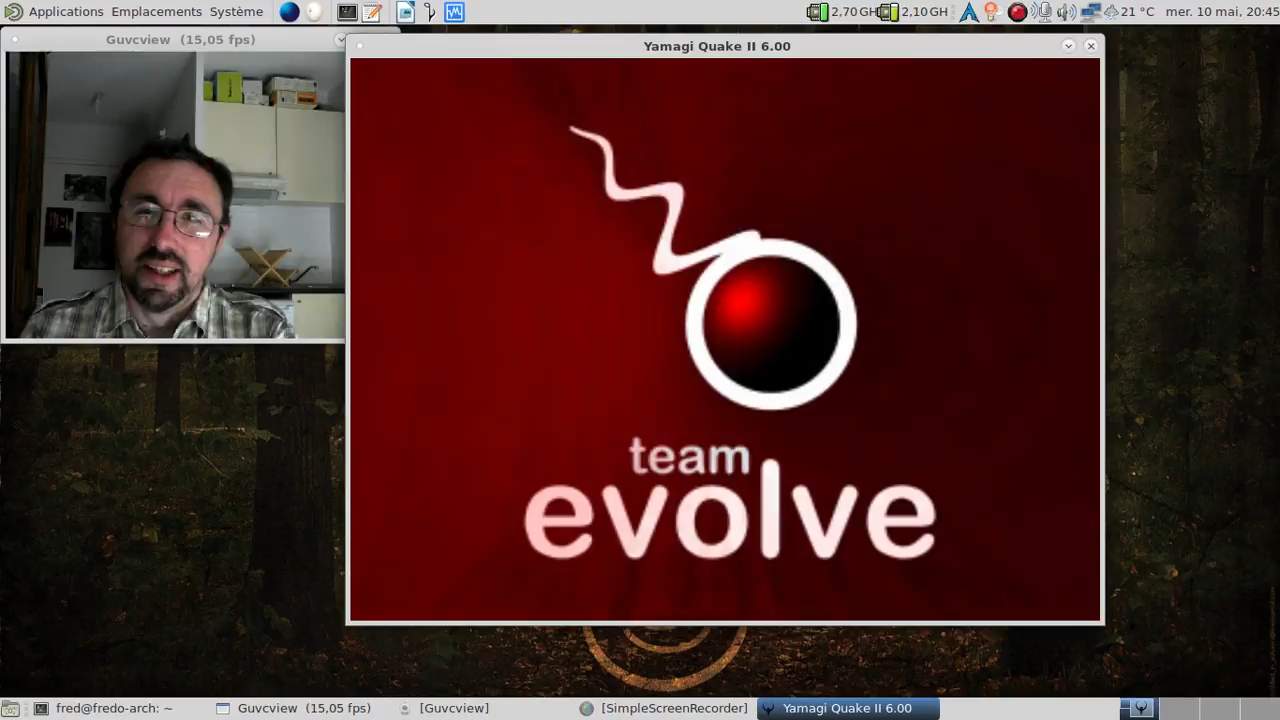 Applications Emplacements Système 2,70 GH 2,10 GH 21 °C mer. 10 mai, 20:45
Guvcview (15,05 fps)
Yamagi Quake II 6.00
team
evolve
fred@fredo-arch: ~ Guvcview (15,05 fps) [Guvcview] [SimpleScreenRecorder] Yamagi Quake II 6.00